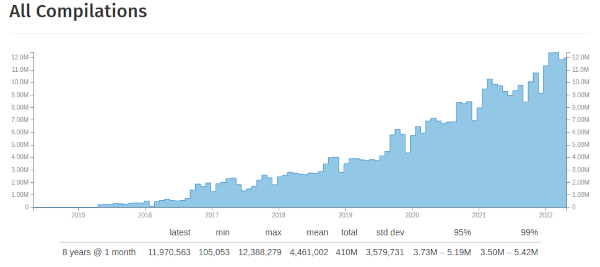 All Compilations
12.0M 12.0M
11.0M 11.0M
10.0M 10.0M
9.00M 9.00M
8.00M 8.00M
7.00M 7.00M
6.00M 6.00M
5.00M 5.00M
4.00M 4.00M
3.00M 3.00M
2.00M 2.00M
1.00M 1.00M
0 0
2015 2016 2017 2018 2019 2020 2021 2022
latest min max mean total std dev 95% 99%
8 years @ 1 month 11,970,563 105,053 12,388,279 4,461,002 410M 3,579,731 3.73M – 5.19M 3.50M – 5.42M